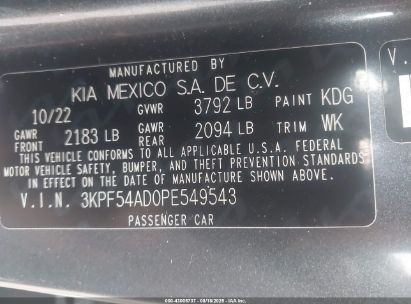 MANUFACTURED BY
KIA MEXICO S.A. DE C.V.
10/22 GVWR 3792 LB PAINT KDG
GAWR FRONT 2183 LB GAWR REAR 2094 LB TRIM WK
THIS VEHICLE CONFORMS TO ALL APPLICABLE U.S.A. FEDERAL
MOTOR VEHICLE SAFETY, BUMPER, AND THEFT PREVENTION STANDARDS
IN EFFECT ON THE DATE OF MANUFACTURE SHOWN ABOVE.
V.I.N. 3KPF54AD0PE549543
PASSENGER CAR
V.